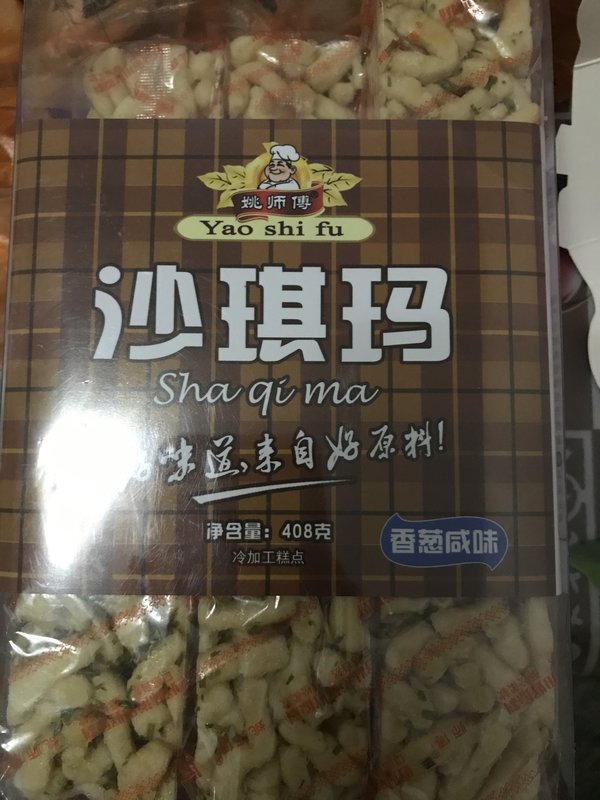 姚师傅
Yao shi fu
沙琪玛
Sha qi ma
味道,来自好原料!
净含量：408克
冷加工糕点
香葱咸味